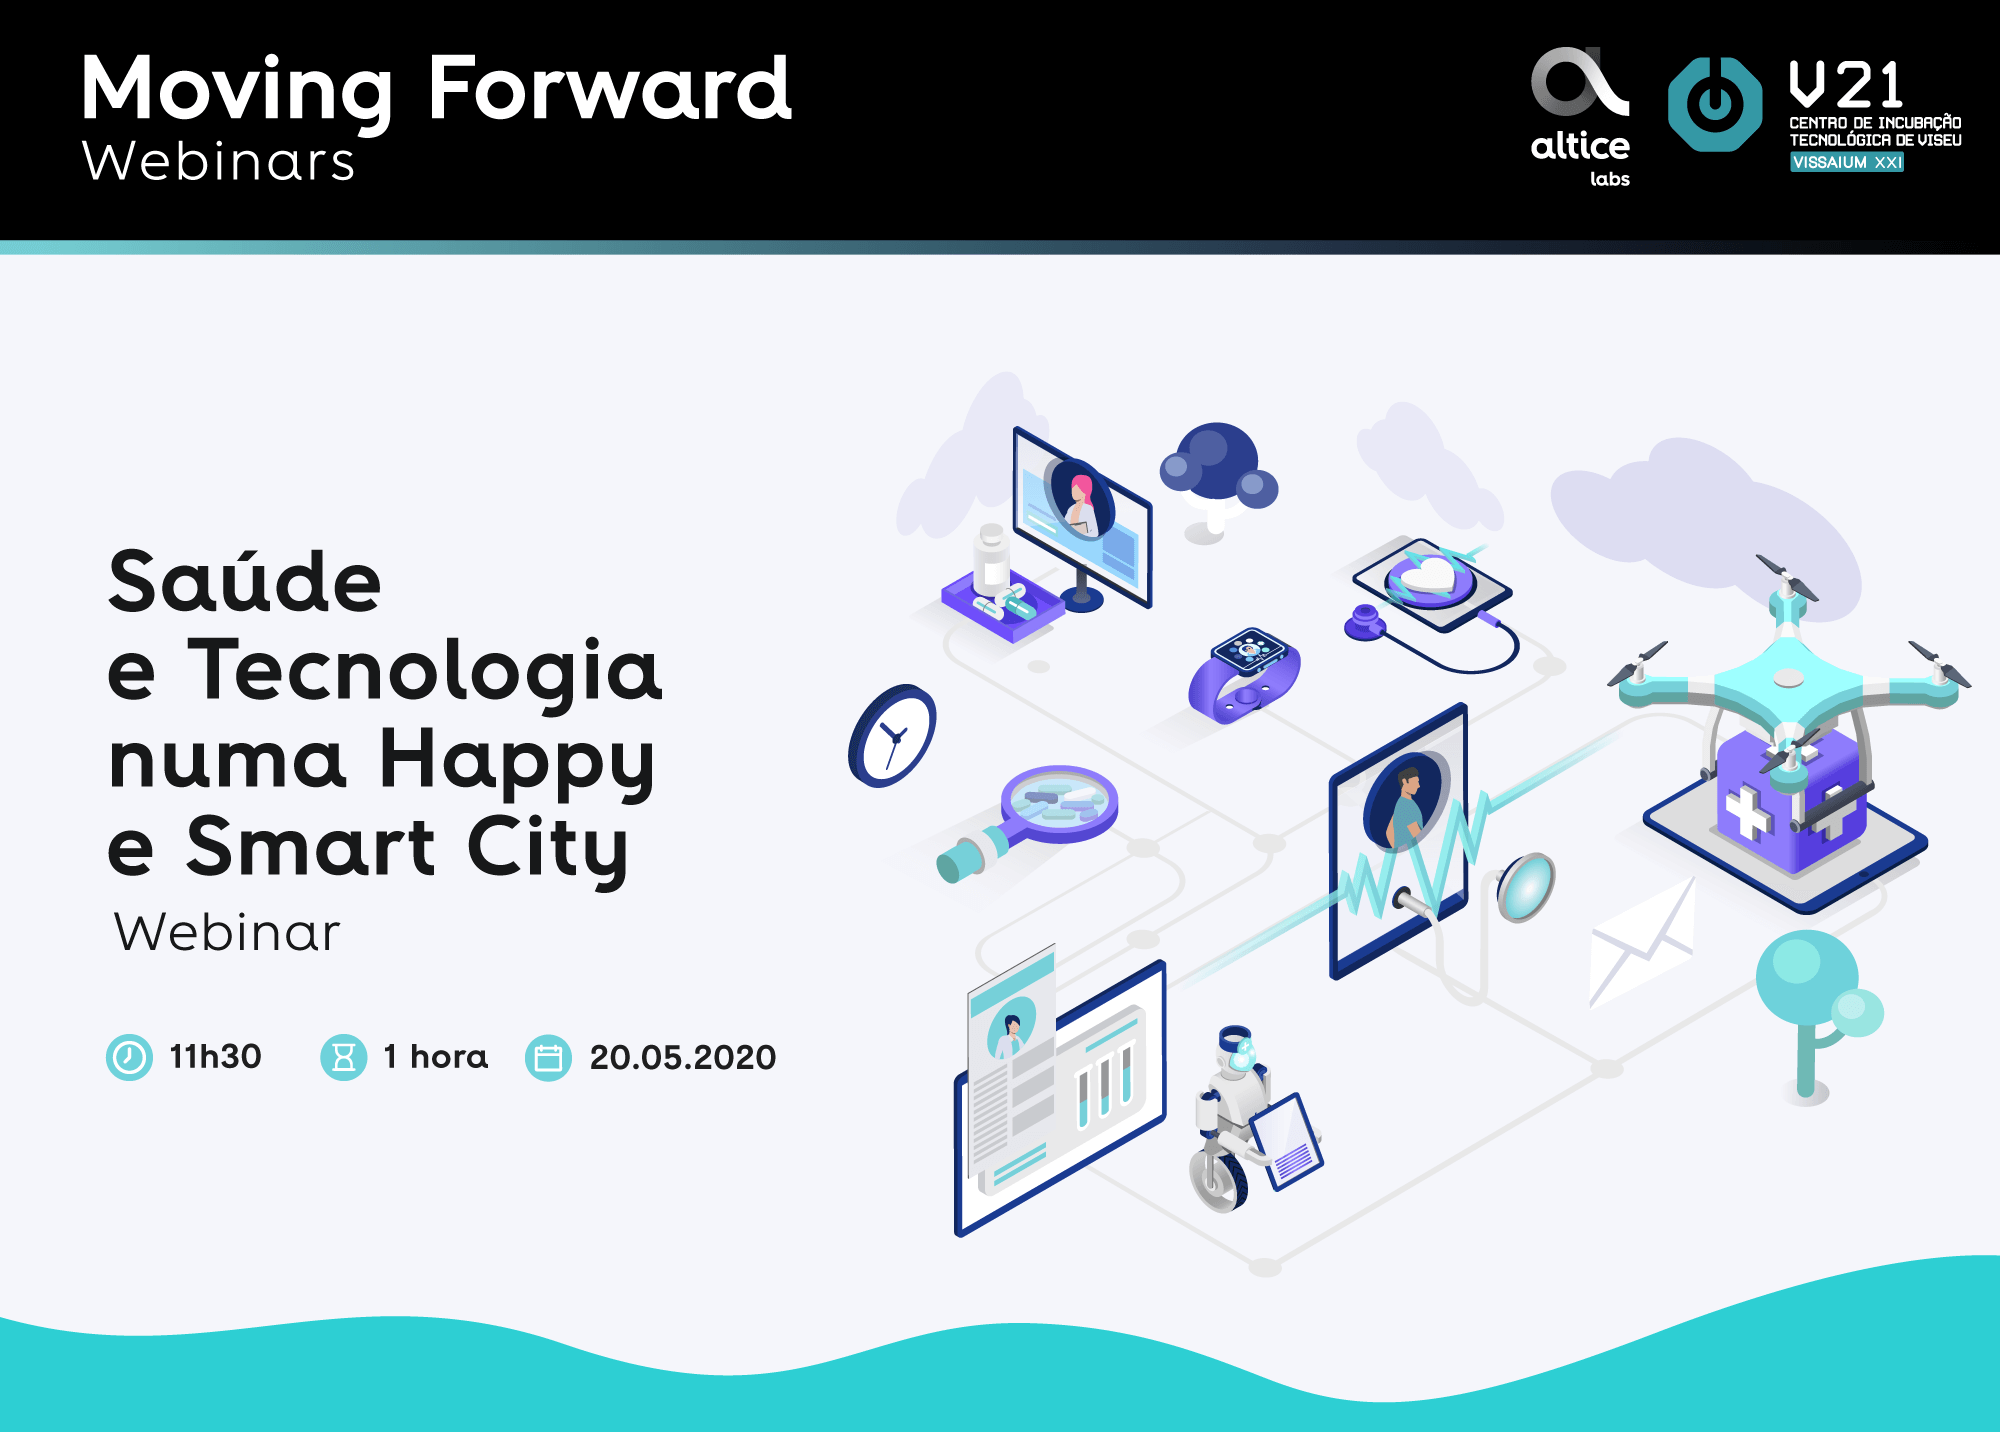 Moving Forward
Webinars
altice
labs
V21
CENTRO DE INCUBAÇÃO
TECNOLÓGICA DE VISEU
VISSAIUM XXI
Saúde
e Tecnologia
numa Happy
e Smart City
Webinar
11h30
1 hora
20.05.2020